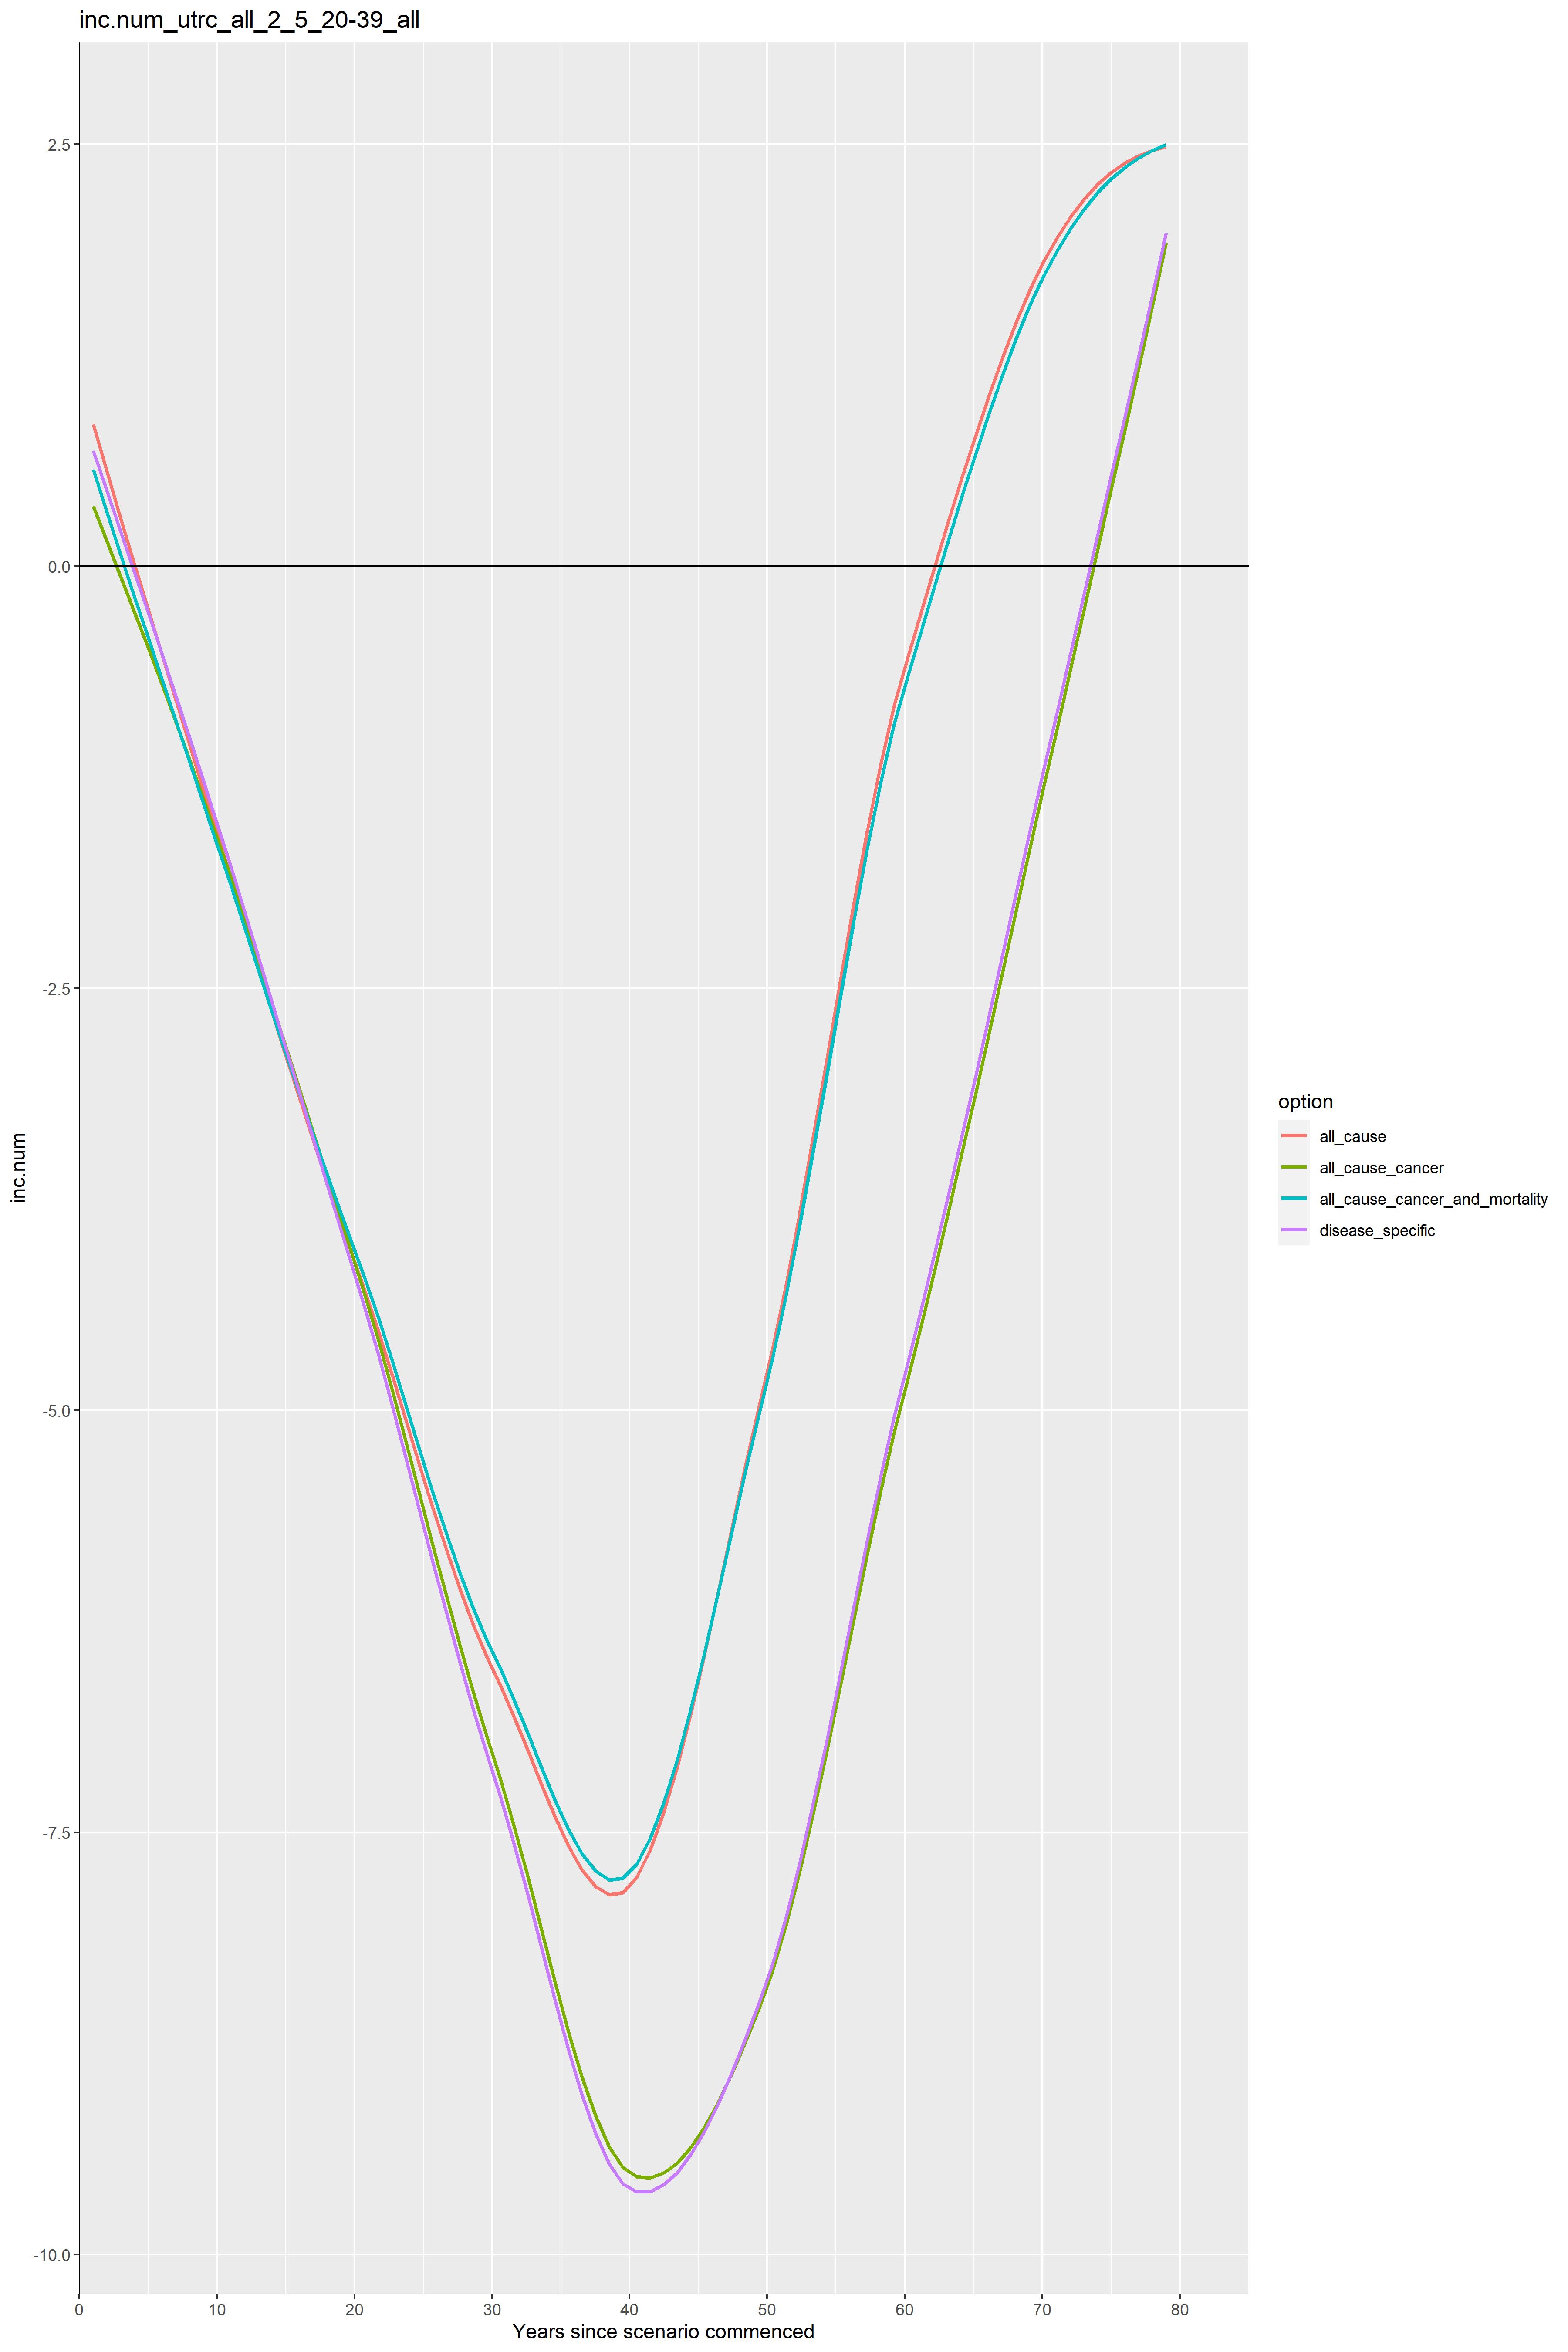 inc.num_utrc_all_2_5_20-39_all
2.5
0.0
-2.5
-5.0
-7.5
-10.0
inc.num
0 10 20 30 40 50 60 70 80
Years since scenario commenced
option
all_cause
all_cause_cancer
all_cause_cancer_and_mortality
disease_specific